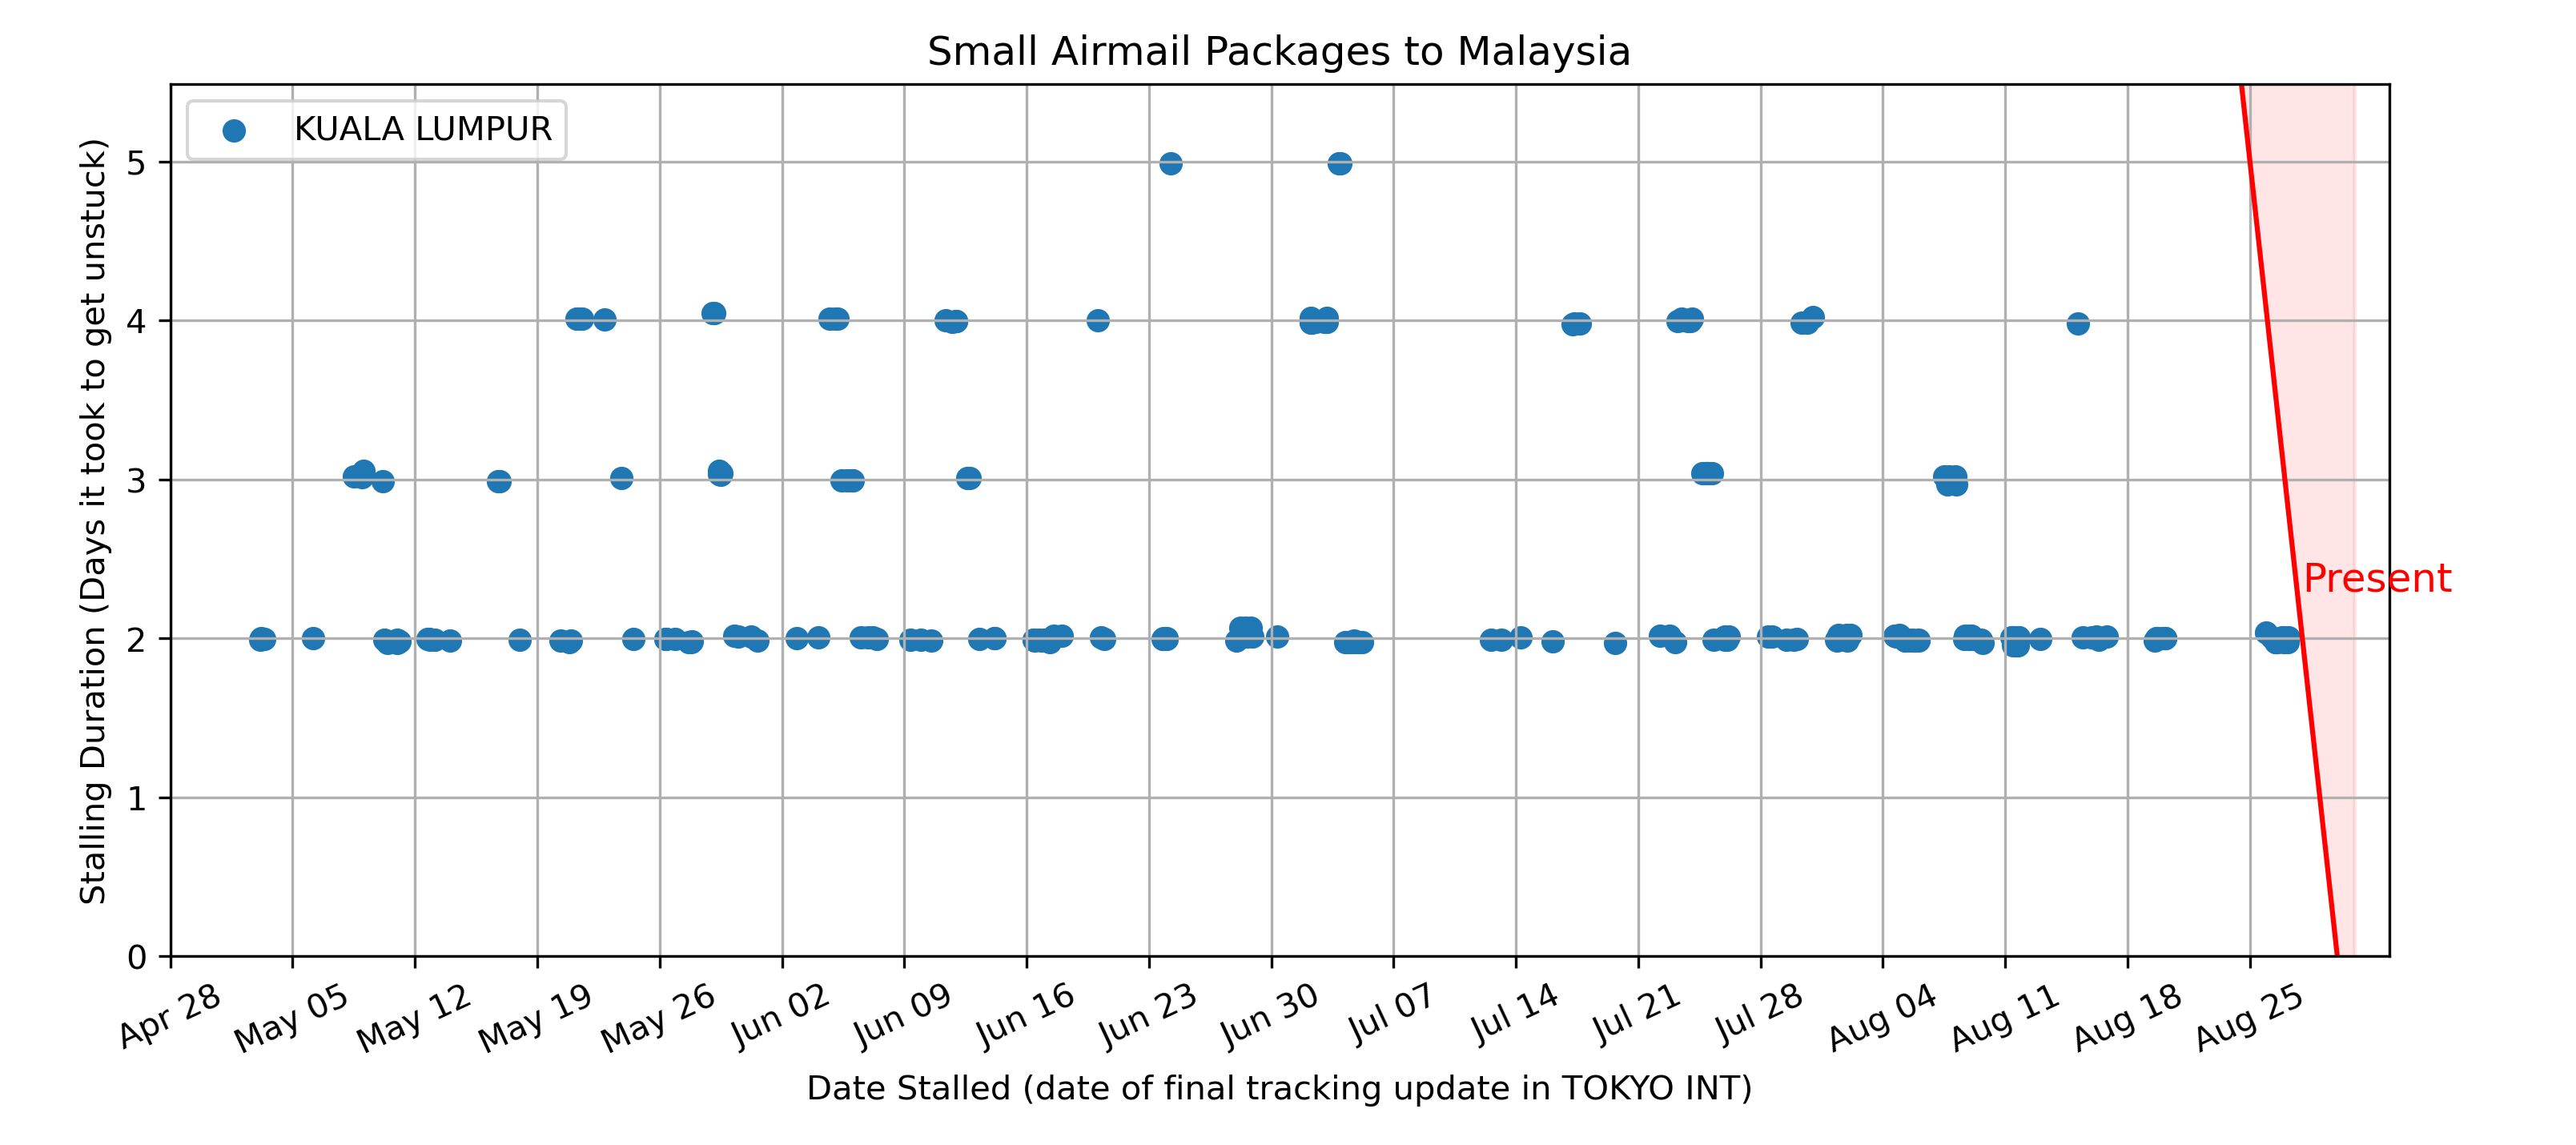 Small Airmail Packages to Malaysia
KUALA LUMPUR
Stalling Duration (Days it took to get unstuck)
5
4
3
2
1
0
Present
Apr 28
May 05
May 12
May 19
May 26
Jun 02
Jun 09
Jun 16
Jun 23
Jun 30
Jul 07
Jul 14
Jul 21
Jul 28
Aug 04
Aug 11
Aug 18
Aug 25
Date Stalled (date of final tracking update in TOKYO INT)